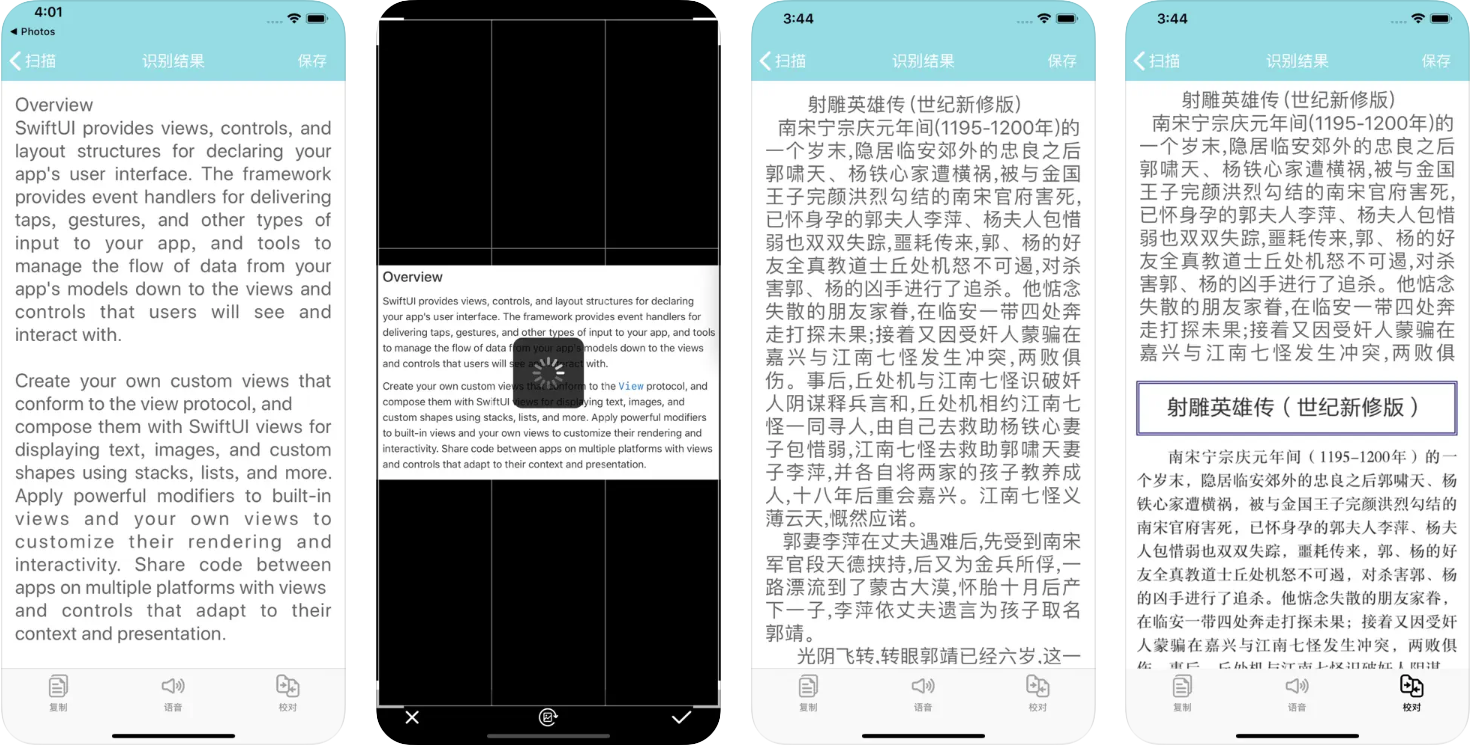 4:01
Photos
扫描
识别结果
保存
Overview
SwiftUI provides views, controls, and
layout structures for declaring your
app's user interface. The framework
provides event handlers for delivering
taps, gestures, and other types of
input to your app, and tools to
manage the flow of data from your
app's models down to the views and
controls that users will see and
interact with.
Create your own custom views that
conform to the view protocol, and
compose them with SwiftUI views for
displaying text, images, and custom
shapes using stacks, lists, and more.
Apply powerful modifiers to built-in
views and your own views to
customize their rendering and
interactivity. Share code between
apps on multiple platforms with views
and controls that adapt to their
context and presentation.
复制
语音
校对
Overview
SwiftUI provides views, controls, and layout structures for declaring
your app's user interface. The framework provides event handlers for
delivering taps, gestures, and other types of input to your app, and tools
to manage the flow of data from your app's models down to the views
and controls that users will see and interact with.
Create your own custom views that conform to the View protocol, and
compose them with SwiftUI views for displaying text, images, and
custom shapes using stacks, lists, and more. Apply powerful modifiers
to built-in views and your own views to customize their rendering and
interactivity. Share code between apps on multiple platforms with views
and controls that adapt to their context and presentation.
3:44
扫描
识别结果
保存
射雕英雄传(世纪新修版)
南宋宁宗庆元年间(1195-1200年)的
一个岁末,隐居临安郊外的忠良之后
郭啸天、杨铁心家遭横祸,被与金国
王子完颜洪烈勾结的南宋官府害死,
已怀身孕的郭夫人李萍、杨夫人包惜
弱也双双失踪,噩耗传来,郭、杨的好
友全真教道士丘处机怒不可遏,对杀
害郭、杨的凶手进行了追杀。他惦念
失散的朋友家眷,在临安一带四处奔
走打探未果;接着又因受奸人蒙骗在
嘉兴与江南七怪发生冲突,两败俱
伤。事后,丘处机与江南七怪识破奸
人阴谋释兵言和,丘处机相约江南七
怪一同寻人,由自己去救助杨铁心妻
子包惜弱,江南七怪去救助郭啸天妻
子李萍,并各自将两家的孩子教养成
人,十八年后重会嘉兴。江南七怪义
薄云天,慨然应诺。
郭妻李萍在丈夫遇难后,先受到南宋
军官段天德挟持,后又为金兵所俘,一
路漂流到了蒙古大漠,怀胎十月后产
下一子,李萍依丈夫遗言为孩子取名
郭靖。
光阴飞转,转眼郭靖已经六岁,这一
复制
语音
校对
3:44
扫描
识别结果
保存
射雕英雄传(世纪新修版)
南宋宁宗庆元年间(1195-1200年)的
一个岁末,隐居临安郊外的忠良之后
郭啸天、杨铁心家遭横祸,被与金国
王子完颜洪烈勾结的南宋官府害死,
已怀身孕的郭夫人李萍、杨夫人包惜
弱也双双失踪,噩耗传来,郭、杨的好
友全真教道士丘处机怒不可遏,对杀
害郭、杨的凶手进行了追杀。他惦念
失散的朋友家眷,在临安一带四处奔
走打探未果;接着又因受奸人蒙骗在
嘉兴与江南七怪发生冲突,两败俱
射雕英雄传（世纪新修版）
南宋宁宗庆元年间（1195–1200年）的一
个岁末，隐居临安郊外的忠良之后郭啸天、杨
铁心家遭横祸，被与金国王子完颜洪烈勾结的
南宋官府害死，已怀身孕的郭夫人李萍、杨夫
人包惜弱也双双失踪，噩耗传来，郭、杨的好
友全真教道士丘处机怒不可遏，对杀害郭、杨
的凶手进行了追杀。他惦念失散的朋友家眷，
在临安一带四处奔走打探未果；接着又因受奸
人蒙骗在嘉兴与江南七怪发生冲突，两败俱
伤。事后，丘处机与江南七怪识破奸人阴谋
复制
语音
校对